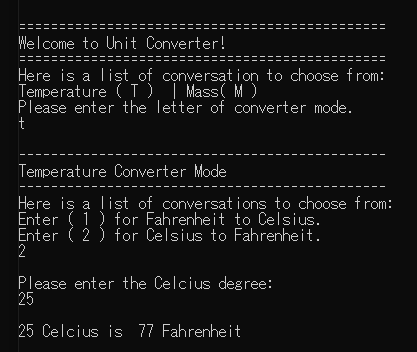 ==============================================
Welcome to Unit Converter!
==============================================
Here is a list of conversation to choose from:
Temperature ( T )  | Mass( M )
Please enter the letter of converter mode.
t
----------------------------------------------
Temperature Converter Mode
----------------------------------------------
Here is a list of conversations to choose from:
Enter ( 1 ) for Fahrenheit to Celsius.
Enter ( 2 ) for Celsius to Fahrenheit.
2
Please enter the Celcius degree:
25
25 Celcius is  77 Fahrenheit